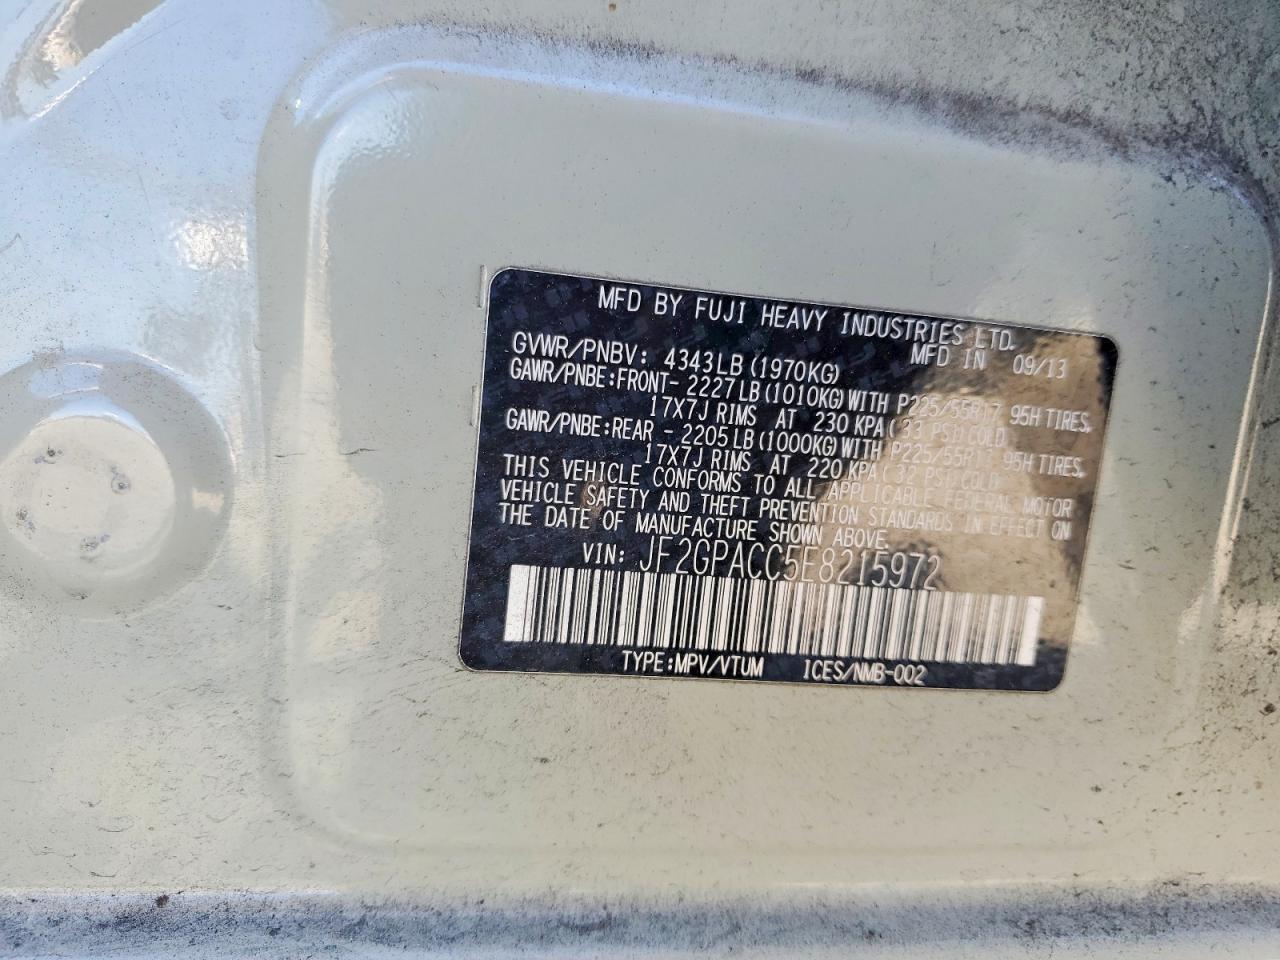 MFD BY FUJI HEAVY INDUSTRIES LTD.
MFD IN 09/13
GVWR/PNBV: 4343LB(1970KG)
GAWR/PNBE:FRONT- 2227LB(1010KG)WITH P225/55R17 95H TIRES,
17X7J RIMS AT 230 KPA(33 PSI)COLD
GAWR/PNBE:REAR - 2205LB(1000KG)WITH P225/55R17 95H TIRES,
17X7J RIMS AT 220 KPA(32 PSI)COLD
THIS VEHICLE CONFORMS TO ALL APPLICABLE FEDERAL MOTOR
VEHICLE SAFETY AND THEFT PREVENTION STANDARDS IN EFFECT ON
THE DATE OF MANUFACTURE SHOWN ABOVE.
VIN: JF2GPACC5E8215972
TYPE:MPV/VTUM ICES/NMB-002